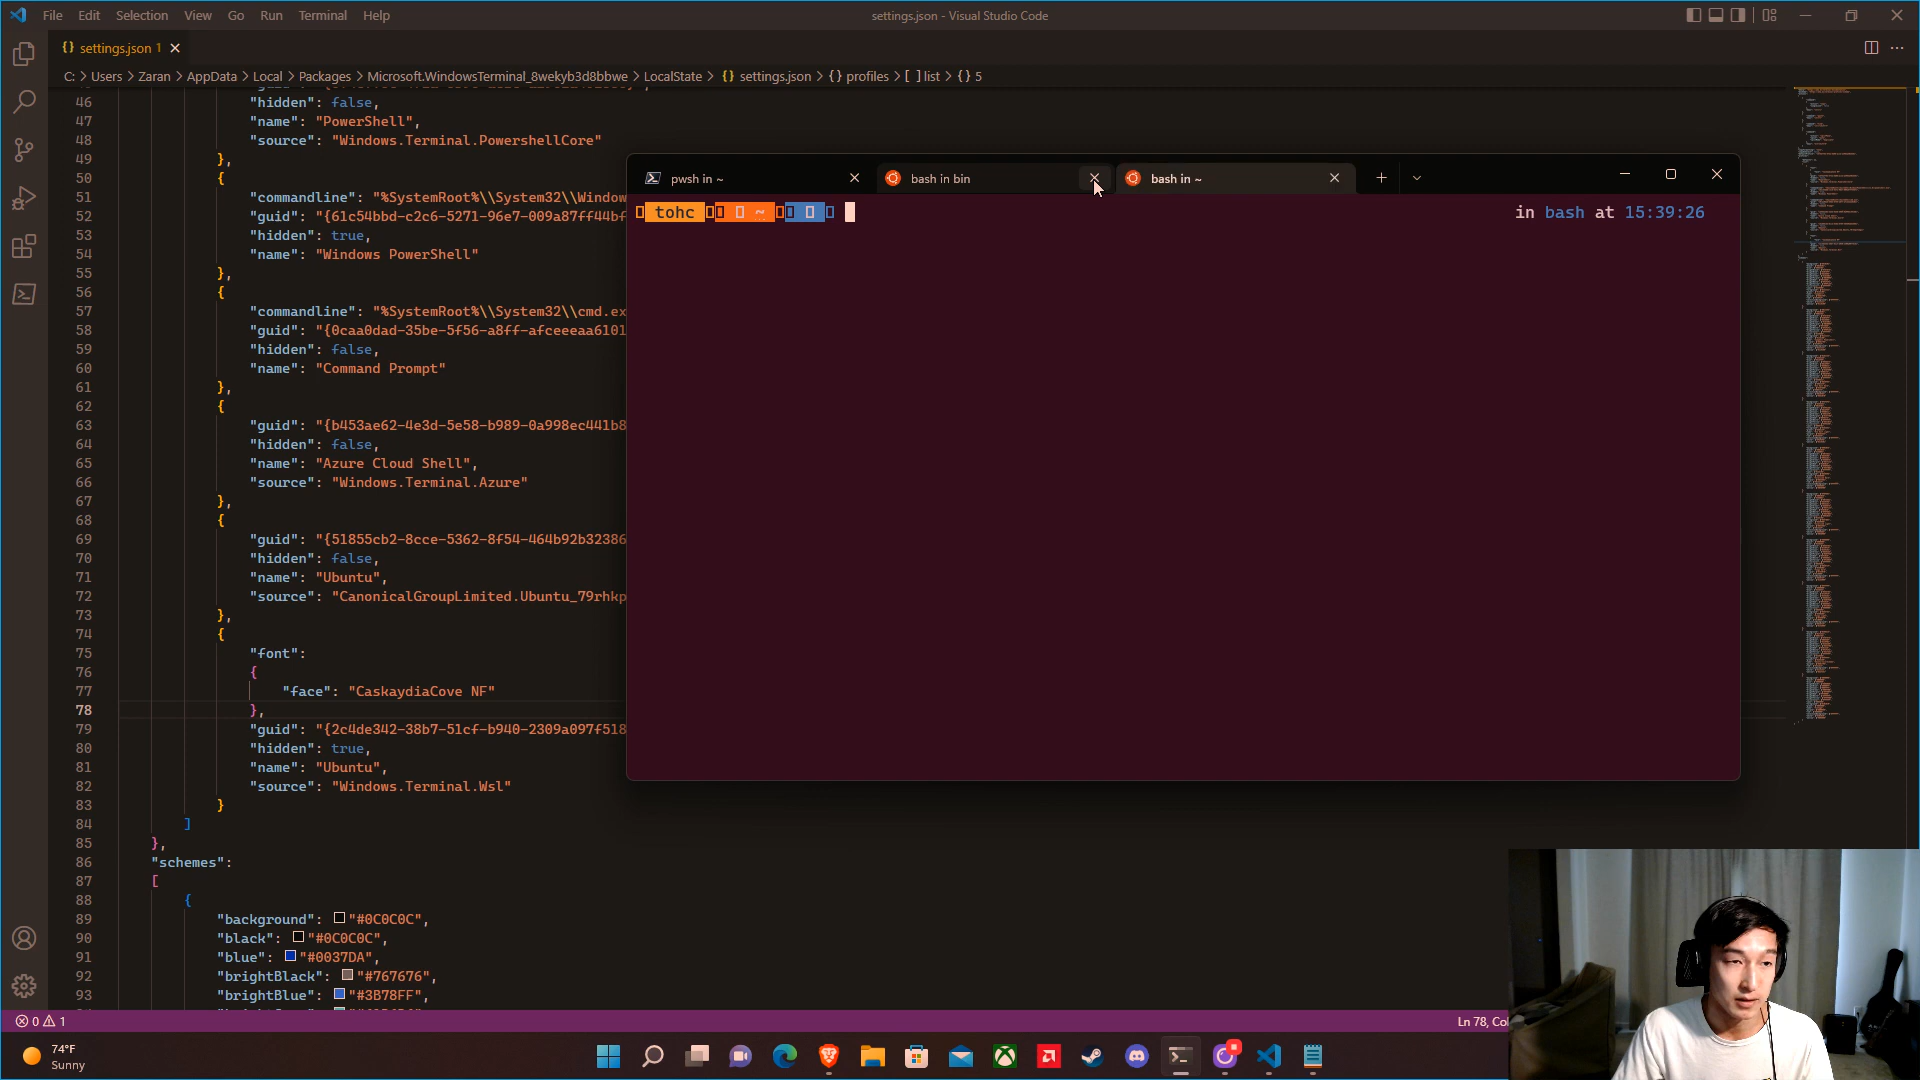 File Edit Selection View Go Run Terminal Help
settings.json - Visual Studio Code
{} settings.json 1
C: > Users > Zaran > AppData > Local > Packages > Microsoft.WindowsTerminal_8wekyb3d8bbwe > LocalState > {} settings.json > {} profiles > [ ] list > {} 5
46 "hidden": false,
47 "name": "PowerShell",
48 "source": "Windows.Terminal.PowershellCore"
49 },
50 {
51 "commandline": "%SystemRoot%\\System32\\Window
52 "guid": "{61c54bbd-c2c6-5271-96e7-009a87ff44bf
53 "hidden": true,
54 "name": "Windows PowerShell"
55 },
56 {
57 "commandline": "%SystemRoot%\\System32\\cmd.ex
58 "guid": "{0caa0dad-35be-5f56-a8ff-afceeeaa6101
59 "hidden": false,
60 "name": "Command Prompt"
61 },
62 {
63 "guid": "{b453ae62-4e3d-5e58-b989-0a998ec441b8
64 "hidden": false,
65 "name": "Azure Cloud Shell",
66 "source": "Windows.Terminal.Azure"
67 },
68 {
69 "guid": "{51855cb2-8cce-5362-8f54-464b92b32386
70 "hidden": false,
71 "name": "Ubuntu",
72 "source": "CanonicalGroupLimited.Ubuntu_79rhkp
73 },
74 {
75 "font":
76 {
77 "face": "CaskaydiaCove NF"
78 },
79 "guid": "{2c4de342-38b7-51cf-b940-2309a097f518
80 "hidden": true,
81 "name": "Ubuntu",
82 "source": "Windows.Terminal.Wsl"
83 }
84 ]
85 },
86 "schemes":
87 [
88 {
89 "background": "#0C0C0C",
90 "black": "#0C0C0C",
91 "blue": "#0037DA",
92 "brightBlack": "#767676",
93 "brightBlue": "#3B78FF",
pwsh in ~
bash in bin
bash in ~
tohc ~
in bash at 15:39:26
0 1
Ln 78, Col
74°F
Sunny